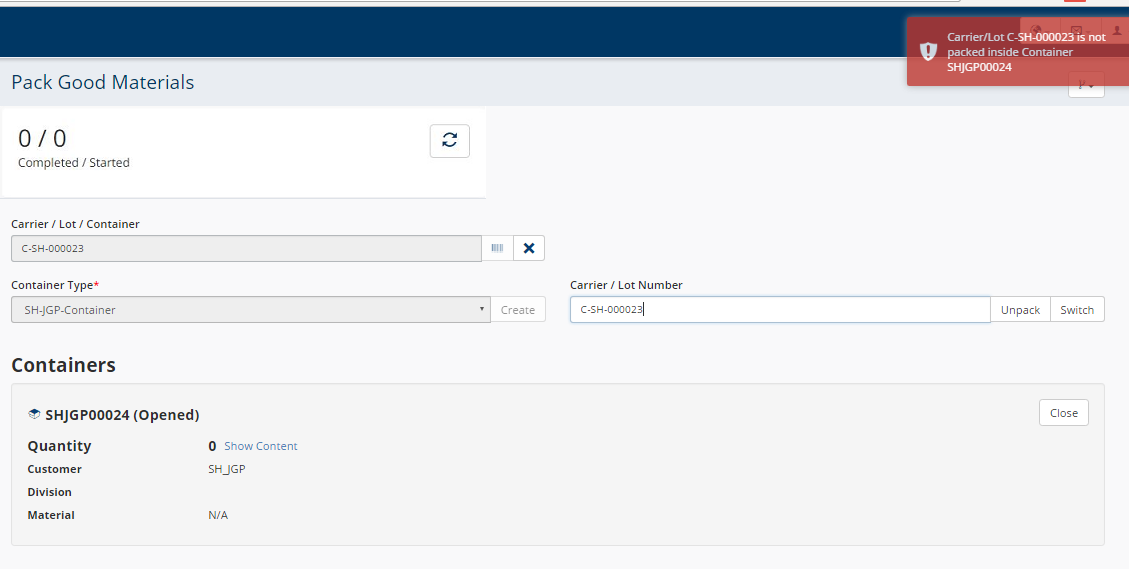 Carrier/Lot C-SH-000023 is not
packed inside Container
SHJGP00024
Pack Good Materials
0 / 0
Completed / Started
Carrier / Lot / Container
C-SH-000023
Container Type*
Carrier / Lot Number
SH-JGP-Container Create
C-SH-000023 Unpack Switch
Containers
SHJGP00024 (Opened) Close
Quantity 0 Show Content
Customer SH_JGP
Division
Material N/A